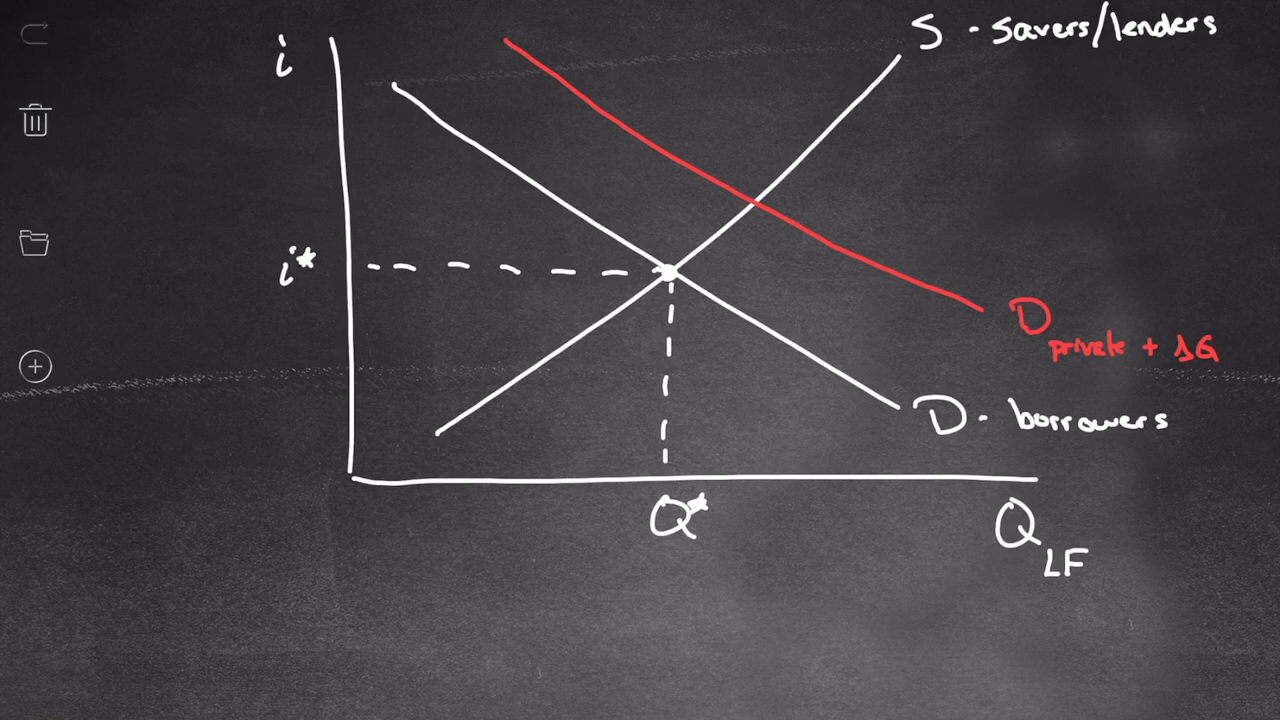 S - savers/lenders
i
i*
D private + ΔG
D - borrowers
Q*
Q LF